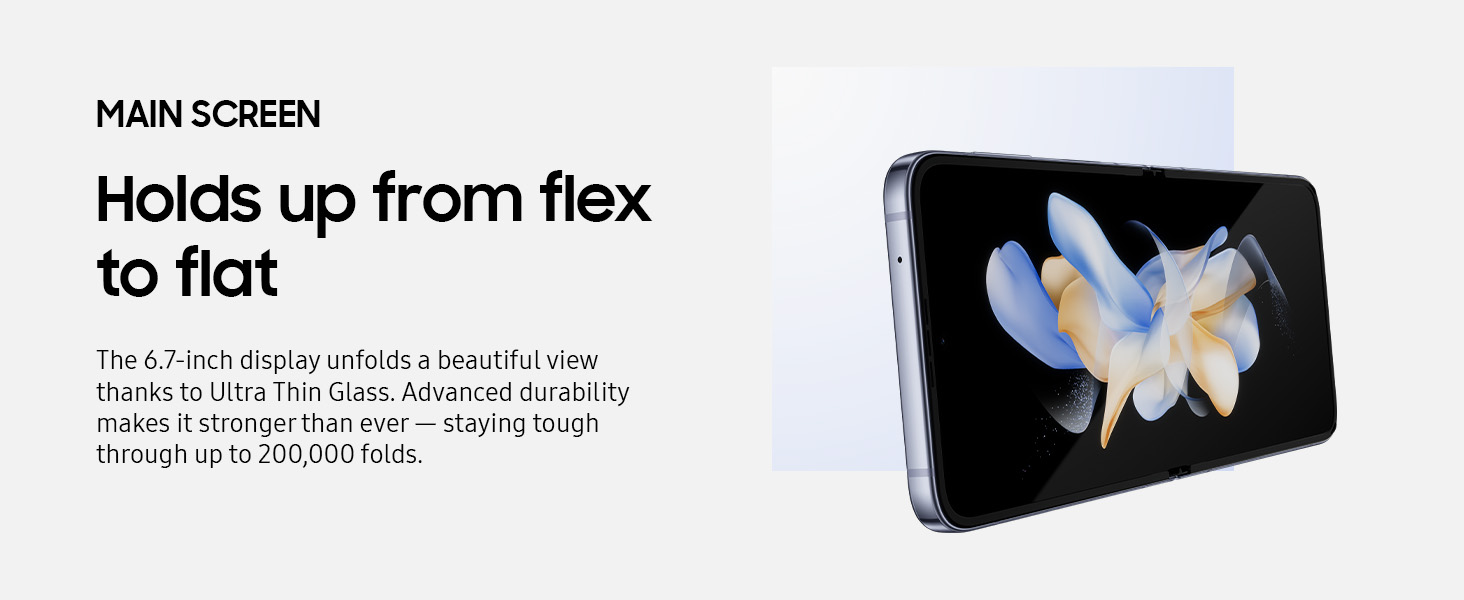 MAIN SCREEN
Holds up from flex
to flat
The 6.7-inch display unfolds a beautiful view
thanks to Ultra Thin Glass. Advanced durability
makes it stronger than ever — staying tough
through up to 200,000 folds.